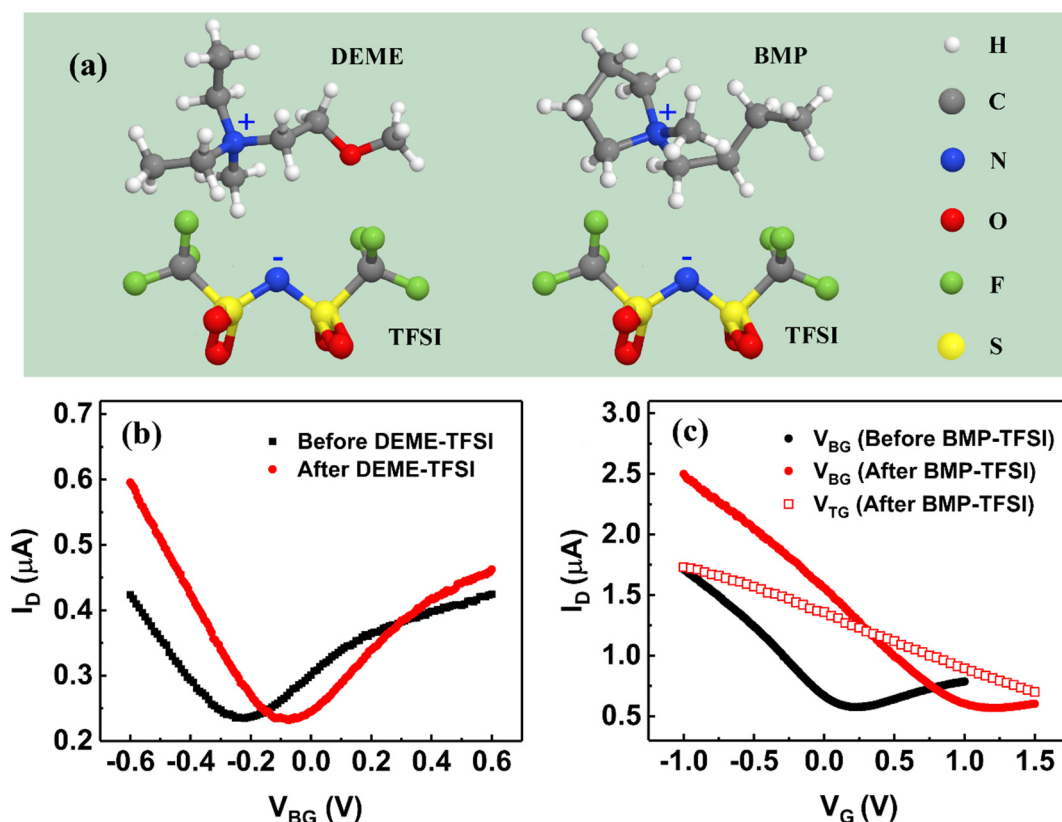 (a)
DEME
BMP
H
C
N
O
F
S
+
+
-
-
TFSI
TFSI
(b)
Before DEME-TFSI
After DEME-TFSI
0.7
0.6
0.5
0.4
0.3
0.2
I_D (μA)
-0.6 -0.4 -0.2 0.0 0.2 0.4 0.6
V_BG (V)
(c)
V_BG (Before BMP-TFSI)
V_BG (After BMP-TFSI)
V_TG (After BMP-TFSI)
3.0
2.5
2.0
1.5
1.0
0.5
I_D (μA)
-1.0 -0.5 0.0 0.5 1.0 1.5
V_G (V)